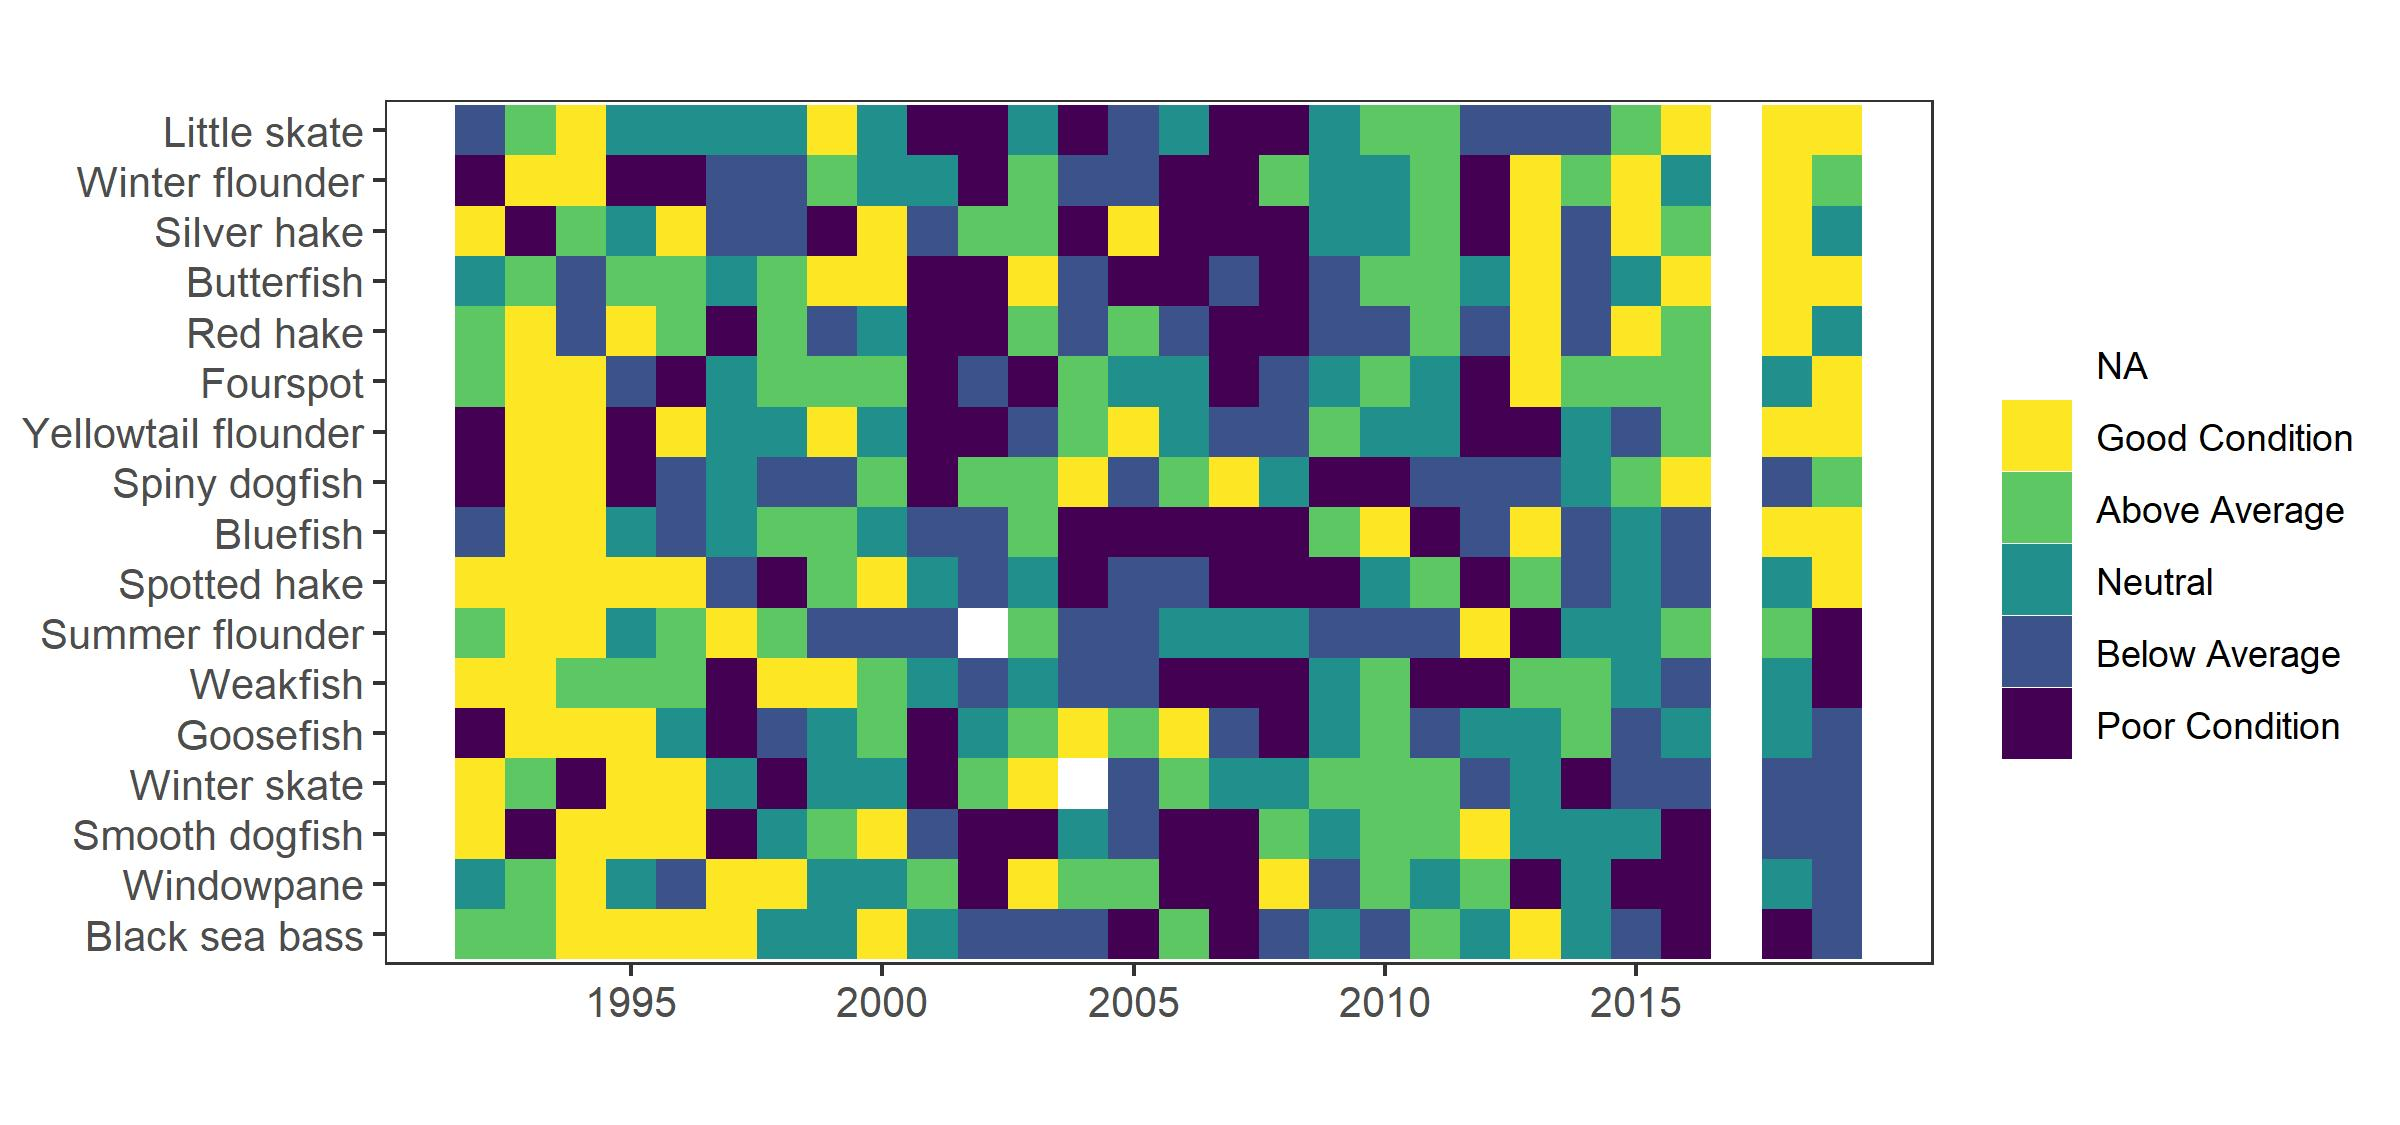 Little skate
Winter flounder
Silver hake
Butterfish
Red hake
Fourspot
Yellowtail flounder
Spiny dogfish
Bluefish
Spotted hake
Summer flounder
Weakfish
Goosefish
Winter skate
Smooth dogfish
Windowpane
Black sea bass
1995 2000 2005 2010 2015
NA
Good Condition
Above Average
Neutral
Below Average
Poor Condition